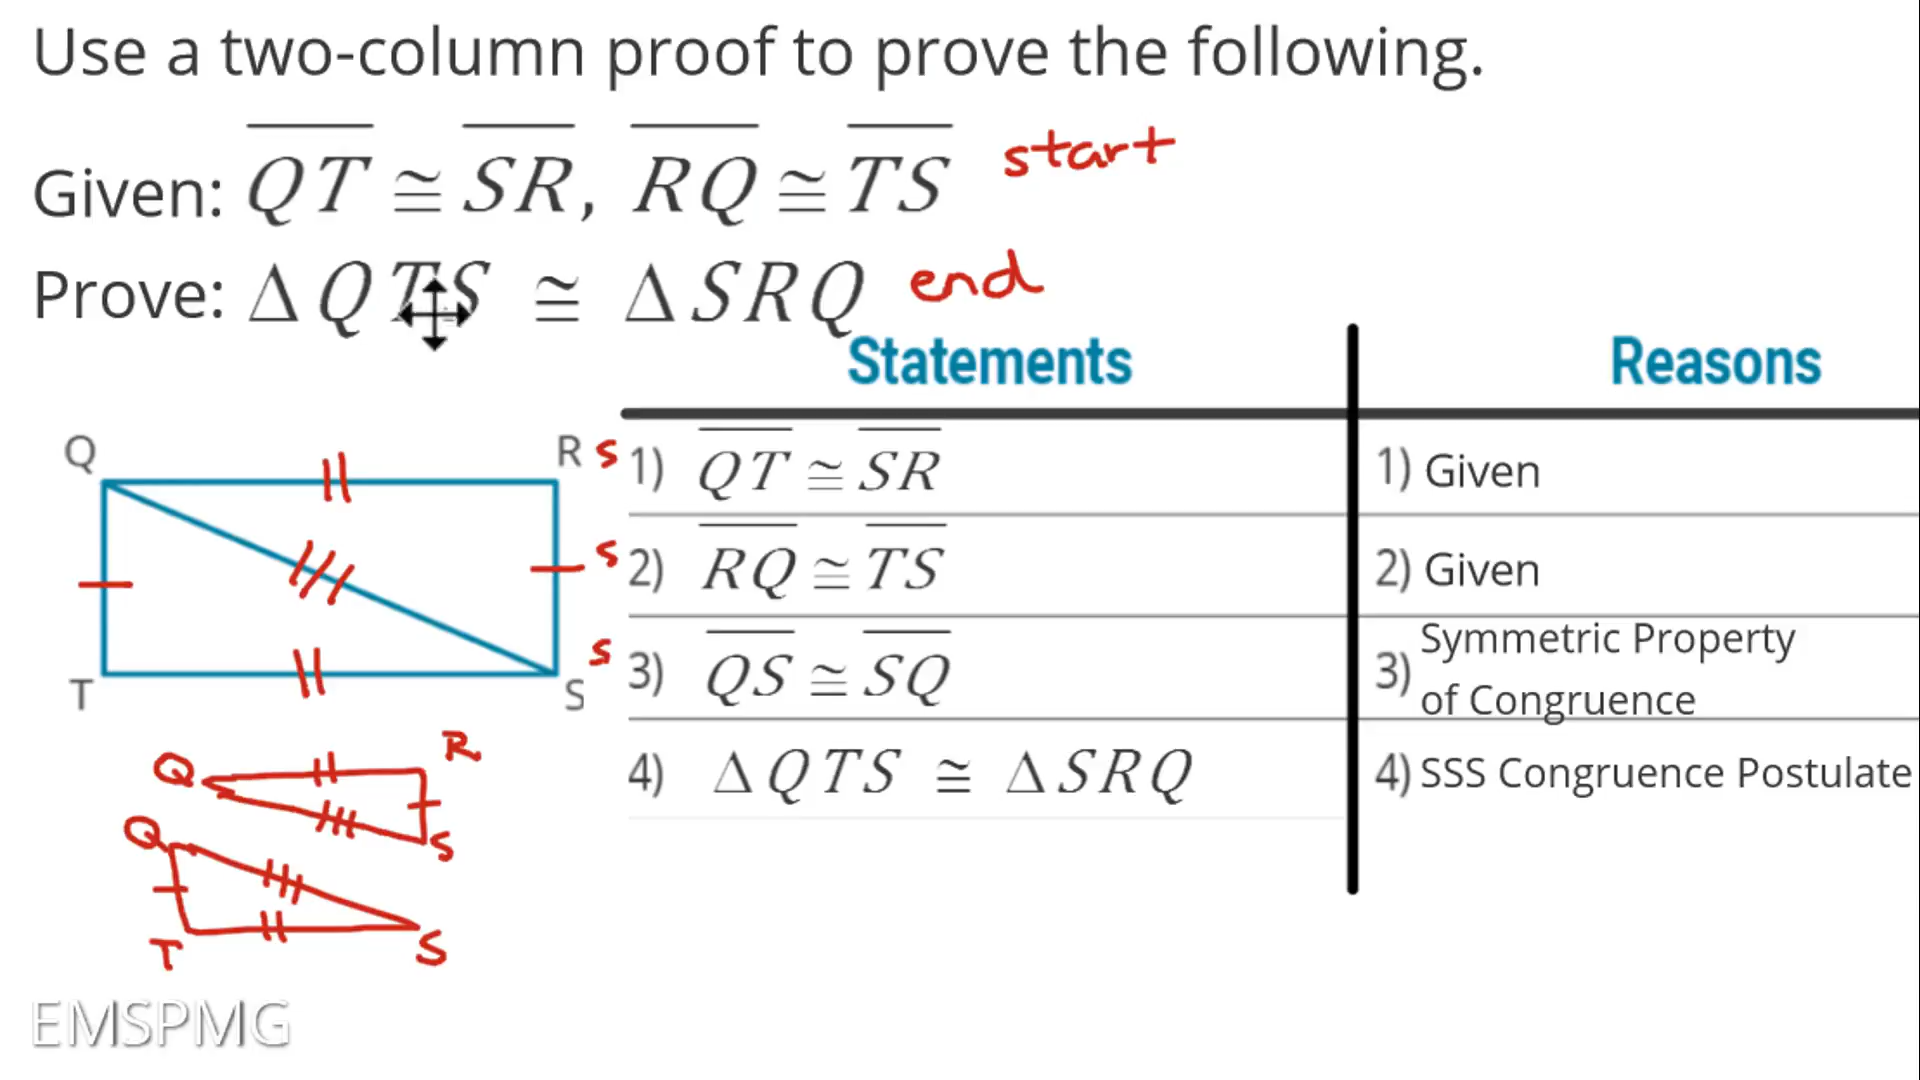 Use a two-column proof to prove the following.
Given: QT ≅ SR, RQ ≅ TS start
Prove: ΔQTS ≅ ΔSRQ end
Statements Reasons
Q R
T S
s 1) QT ≅ SR 1) Given
s 2) RQ ≅ TS 2) Given
s 3) QS ≅ SQ 3) Symmetric Property
of Congruence
4) ΔQTS ≅ ΔSRQ 4) SSS Congruence Postulate
Q R
S
Q
T S
EMSPMG